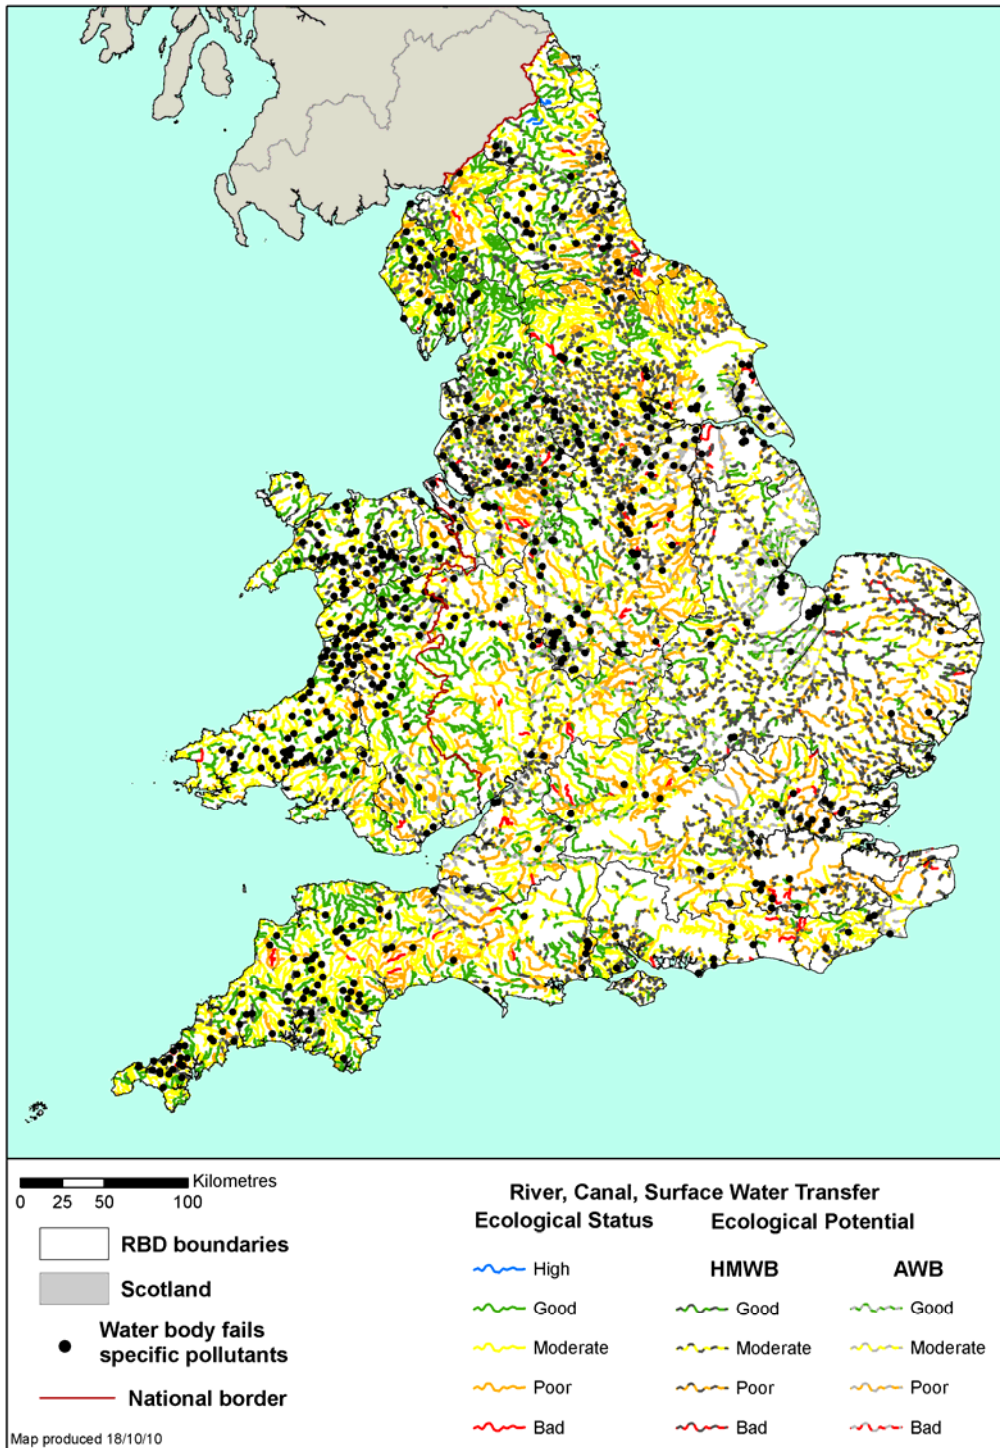 Kilometres
0 25 50 100
RBD boundaries
Scotland
Water body fails
specific pollutants
National border
Map produced 18/10/10
River, Canal, Surface Water Transfer
Ecological Status Ecological Potential
High HMWB AWB
Good Good Good
Moderate Moderate Moderate
Poor Poor Poor
Bad Bad Bad